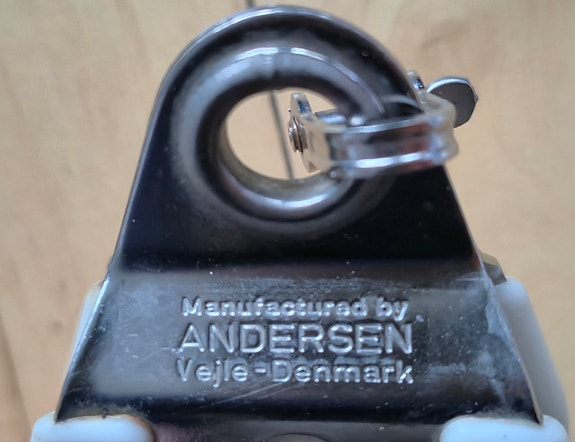 Manufactured by
ANDERSEN
Vejle-Denmark